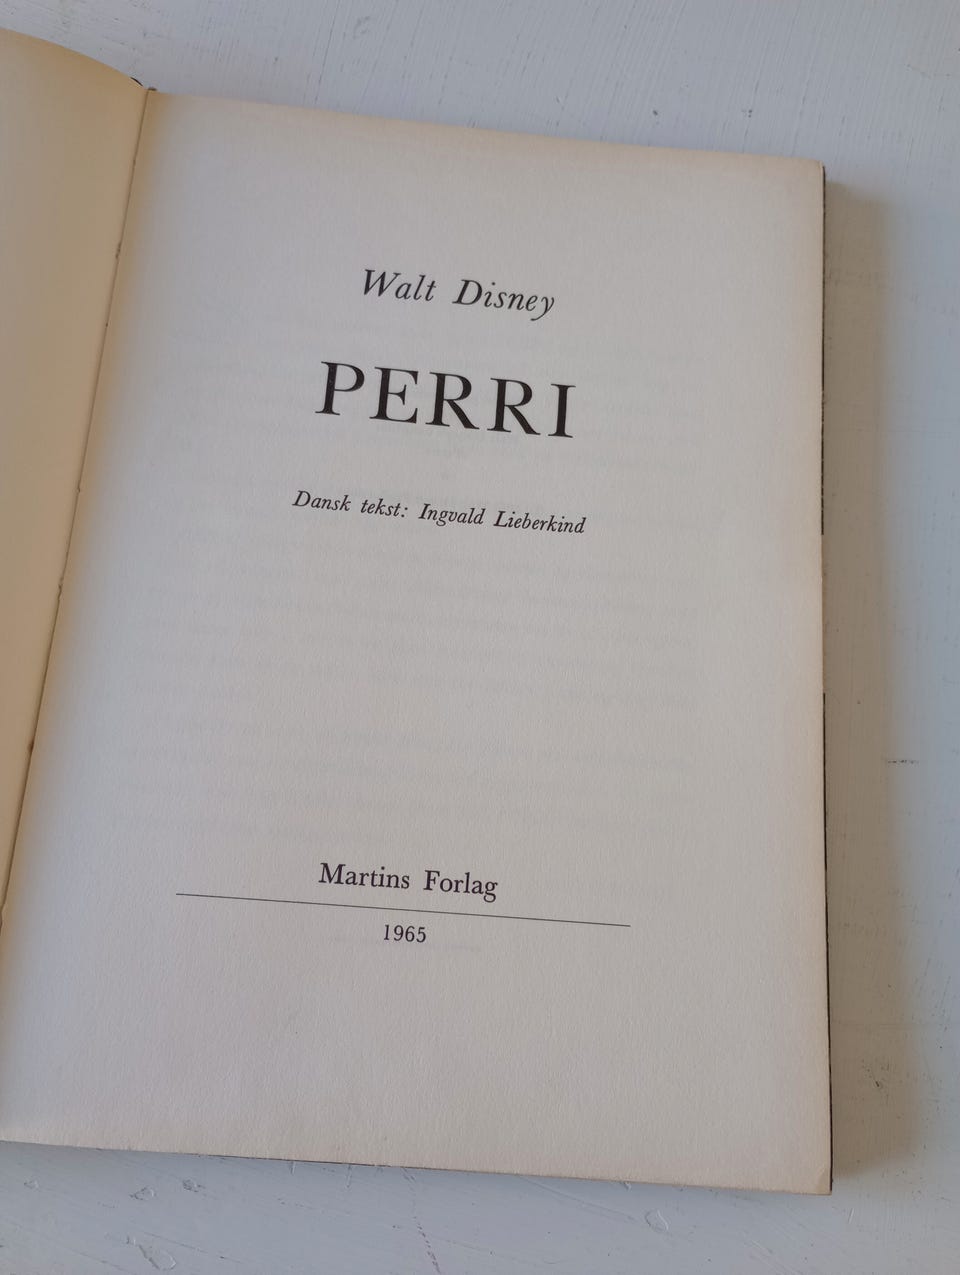 Walt Disney
PERRI
Dansk tekst: Ingvald Lieberkind
Martins Forlag
1965